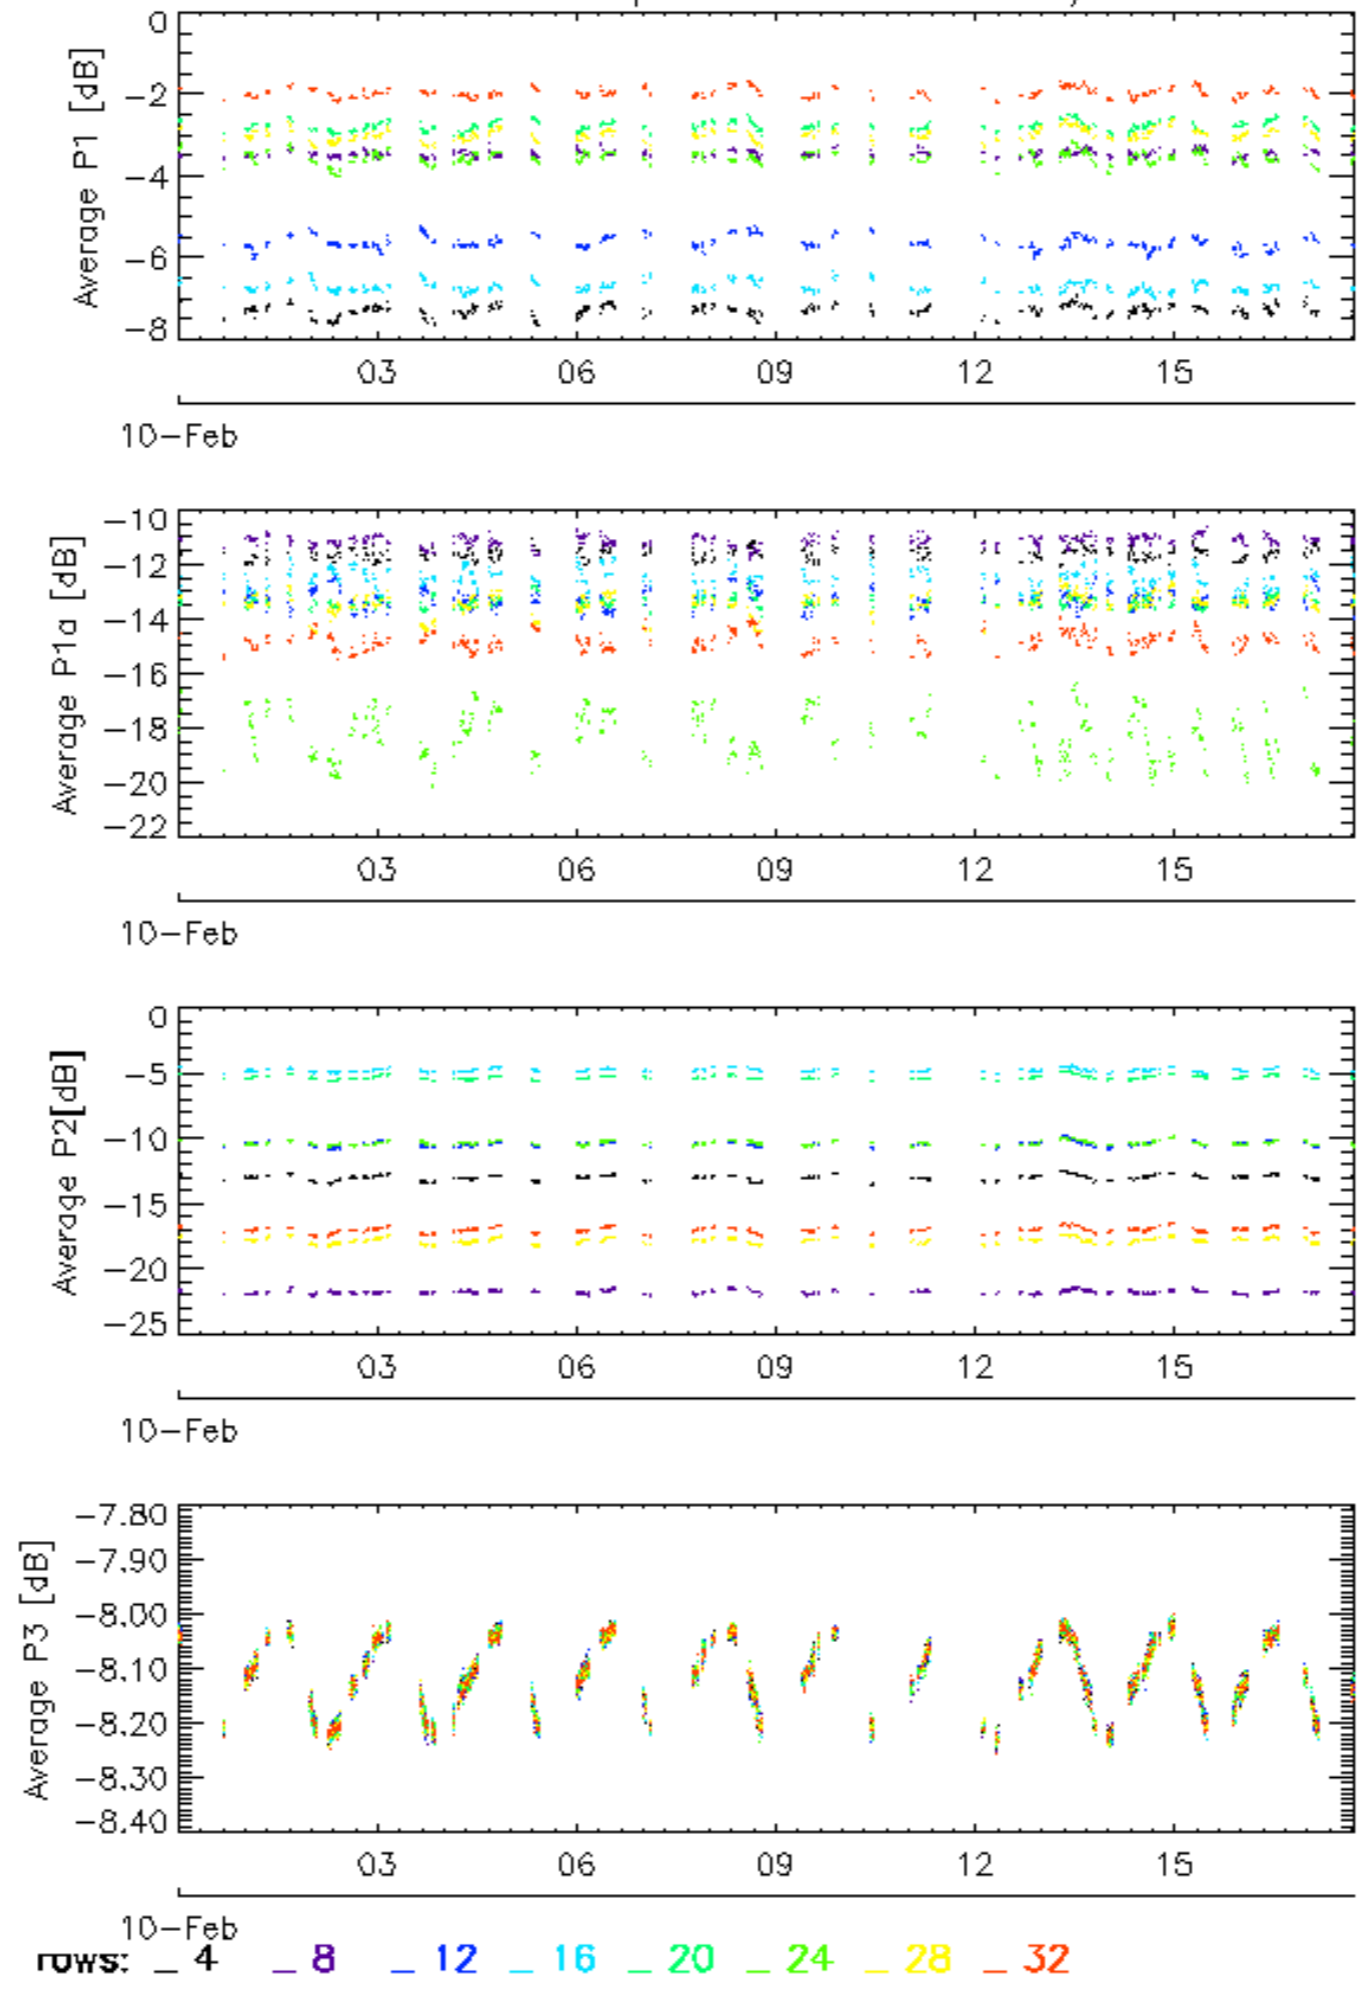 0
-2
-4
-6
-8
Average P1 [dB]
03 06 09 12 15
10-Feb
-10
-12
-14
-16
-18
-20
-22
Average P1a [dB]
03 06 09 12 15
10-Feb
0
-5
-10
-15
-20
-25
Average P2[dB]
03 06 09 12 15
10-Feb
-7.80
-7.90
-8.00
-8.10
-8.20
-8.30
-8.40
Average P3 [dB]
03 06 09 12 15
10-Feb
rows: _ 4 _ 8 _ 12 _ 16 _ 20 _ 24 _ 28 _ 32